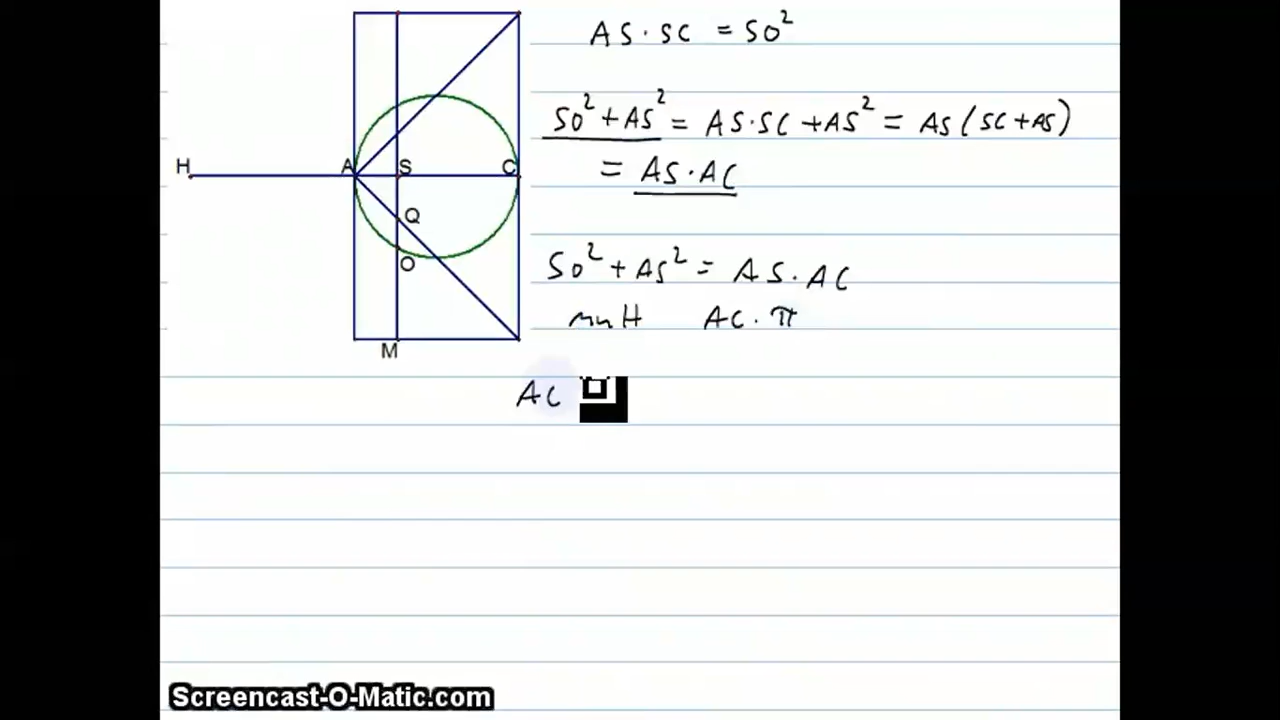 AS · SC = SO²
SO² + AS² = AS · SC + AS² = AS (SC + AS)
= AS · AC
H A S C
Q
O
SO² + AS² = AS · AC
AC · π
M
AC
Screencast-O-Matic.com